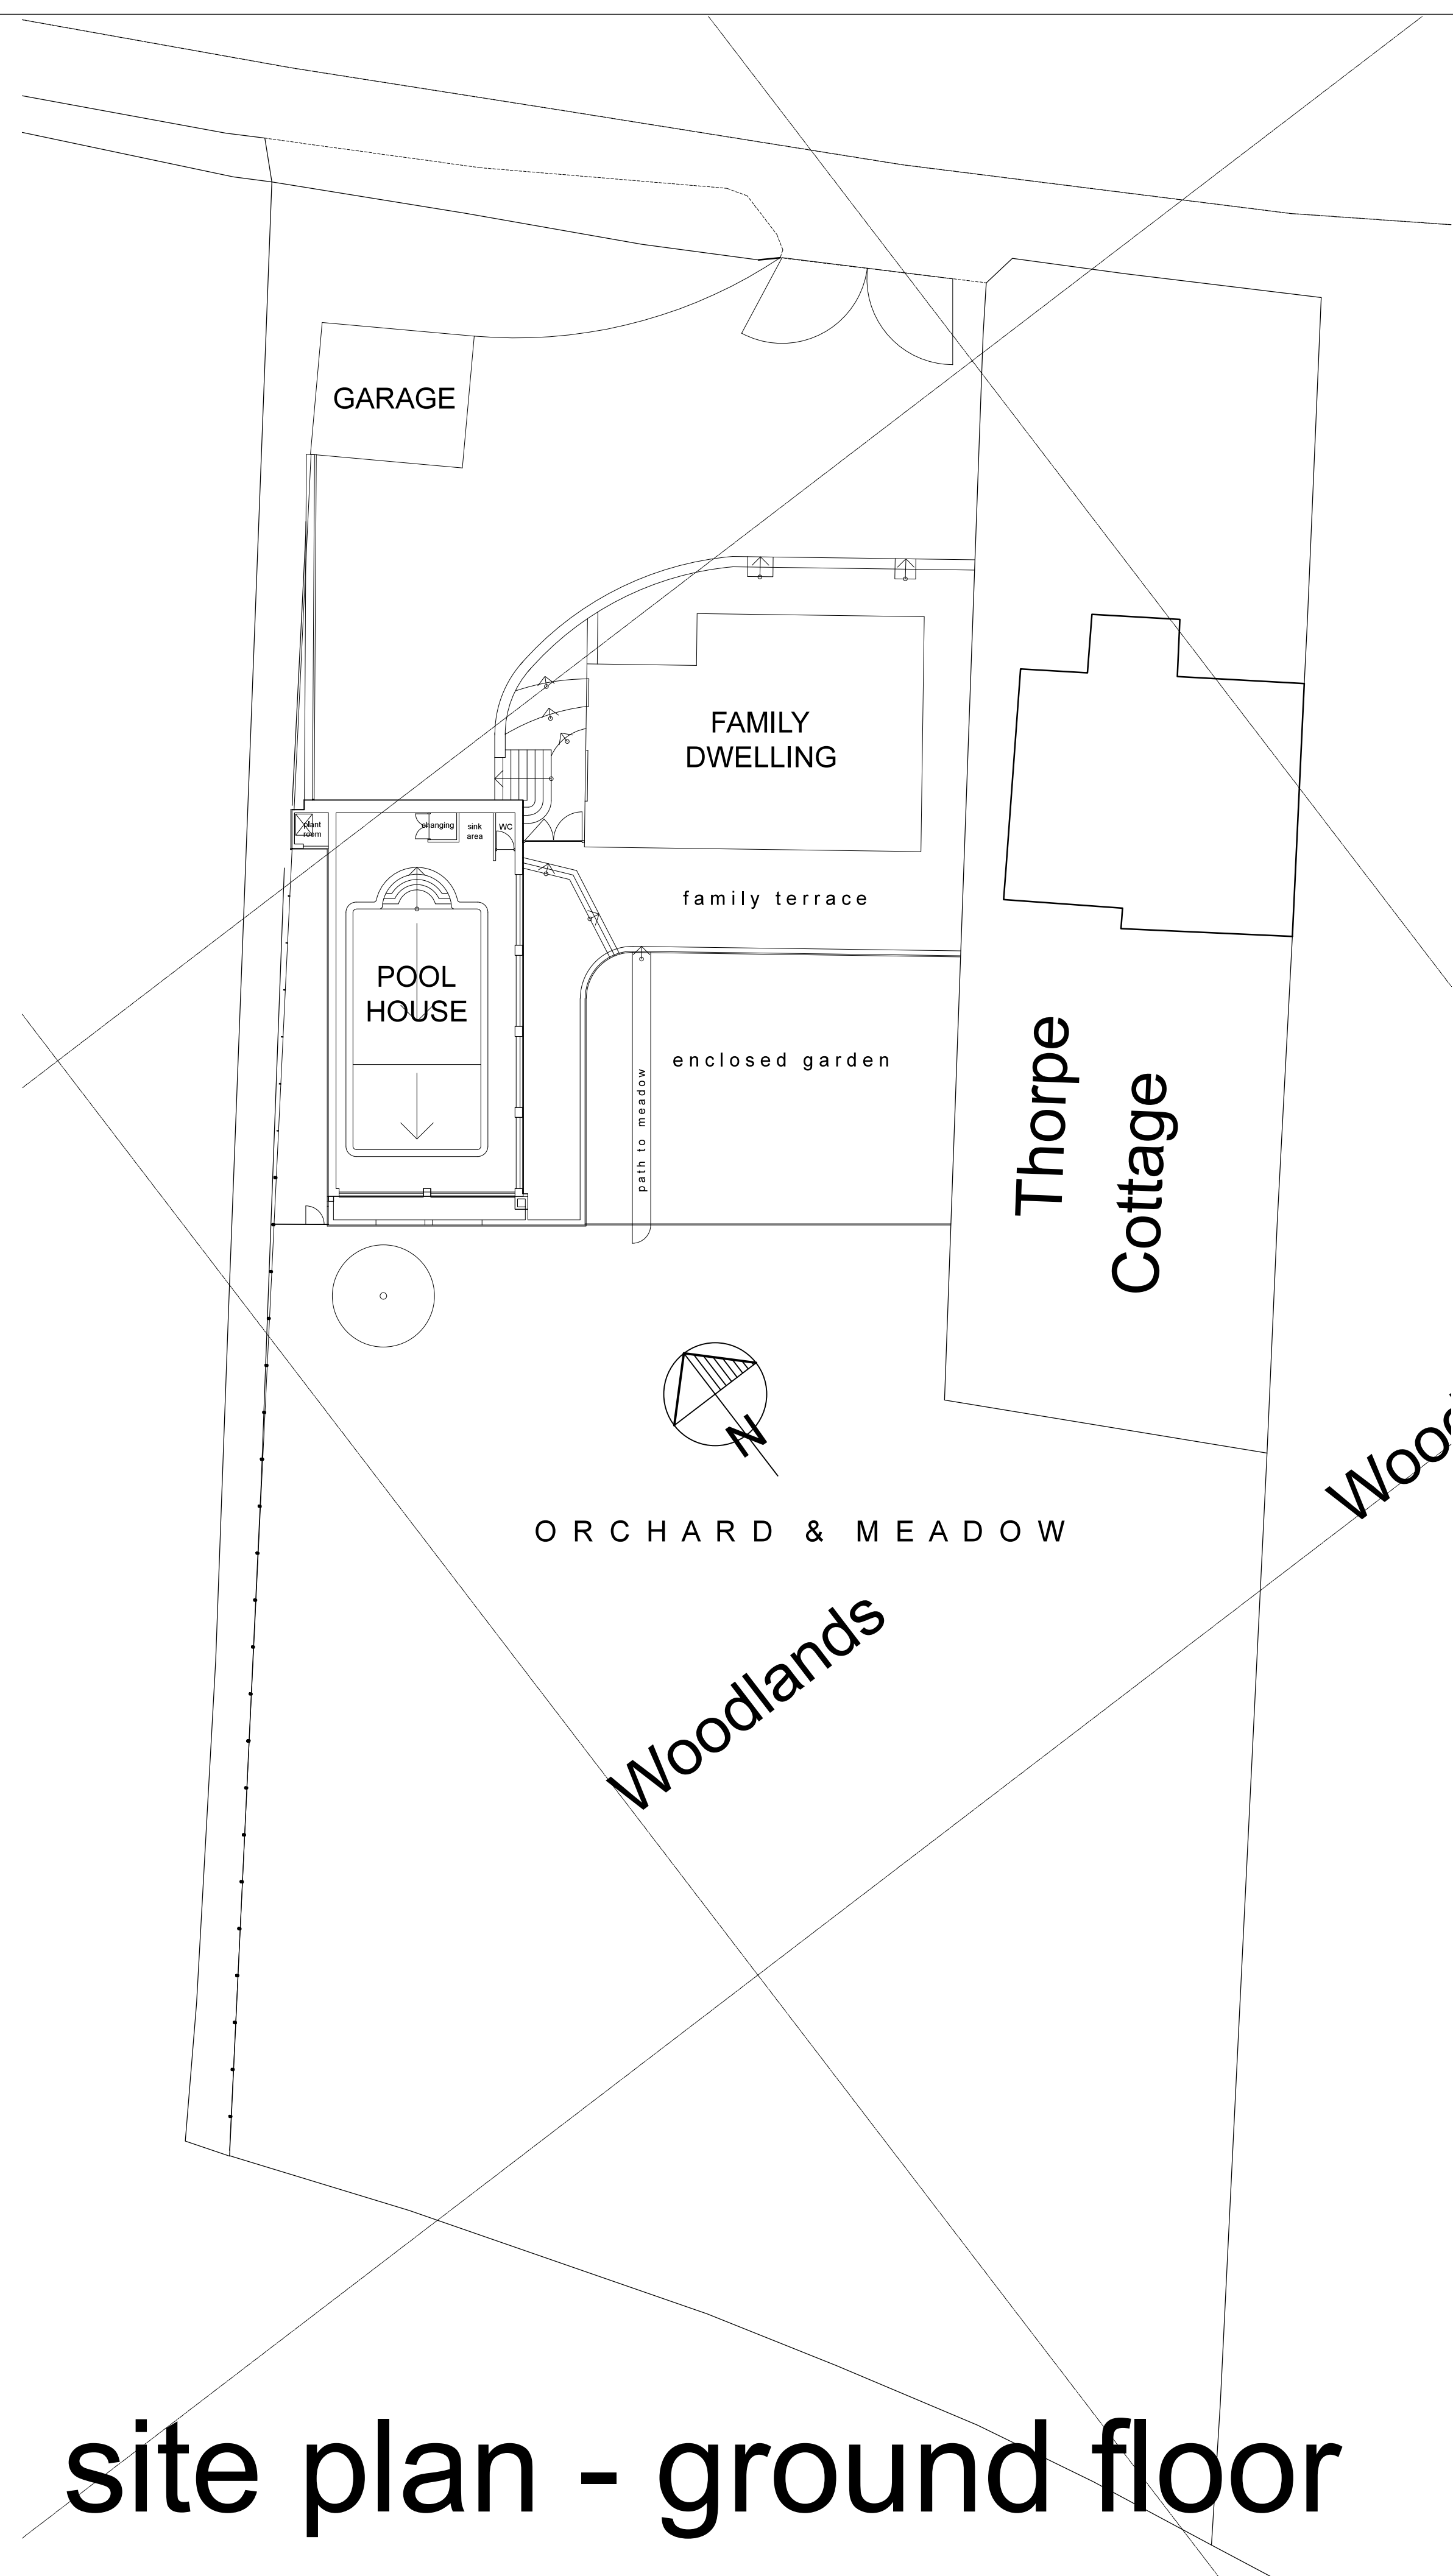 GARAGE
FAMILY
DWELLING
plant
room
changing
sink
area
WC
family terrace
POOL
HOUSE
enclosed garden
path to meadow
Thorpe
Cottage
N
ORCHARD & MEADOW
Woodlands
site plan - ground floor